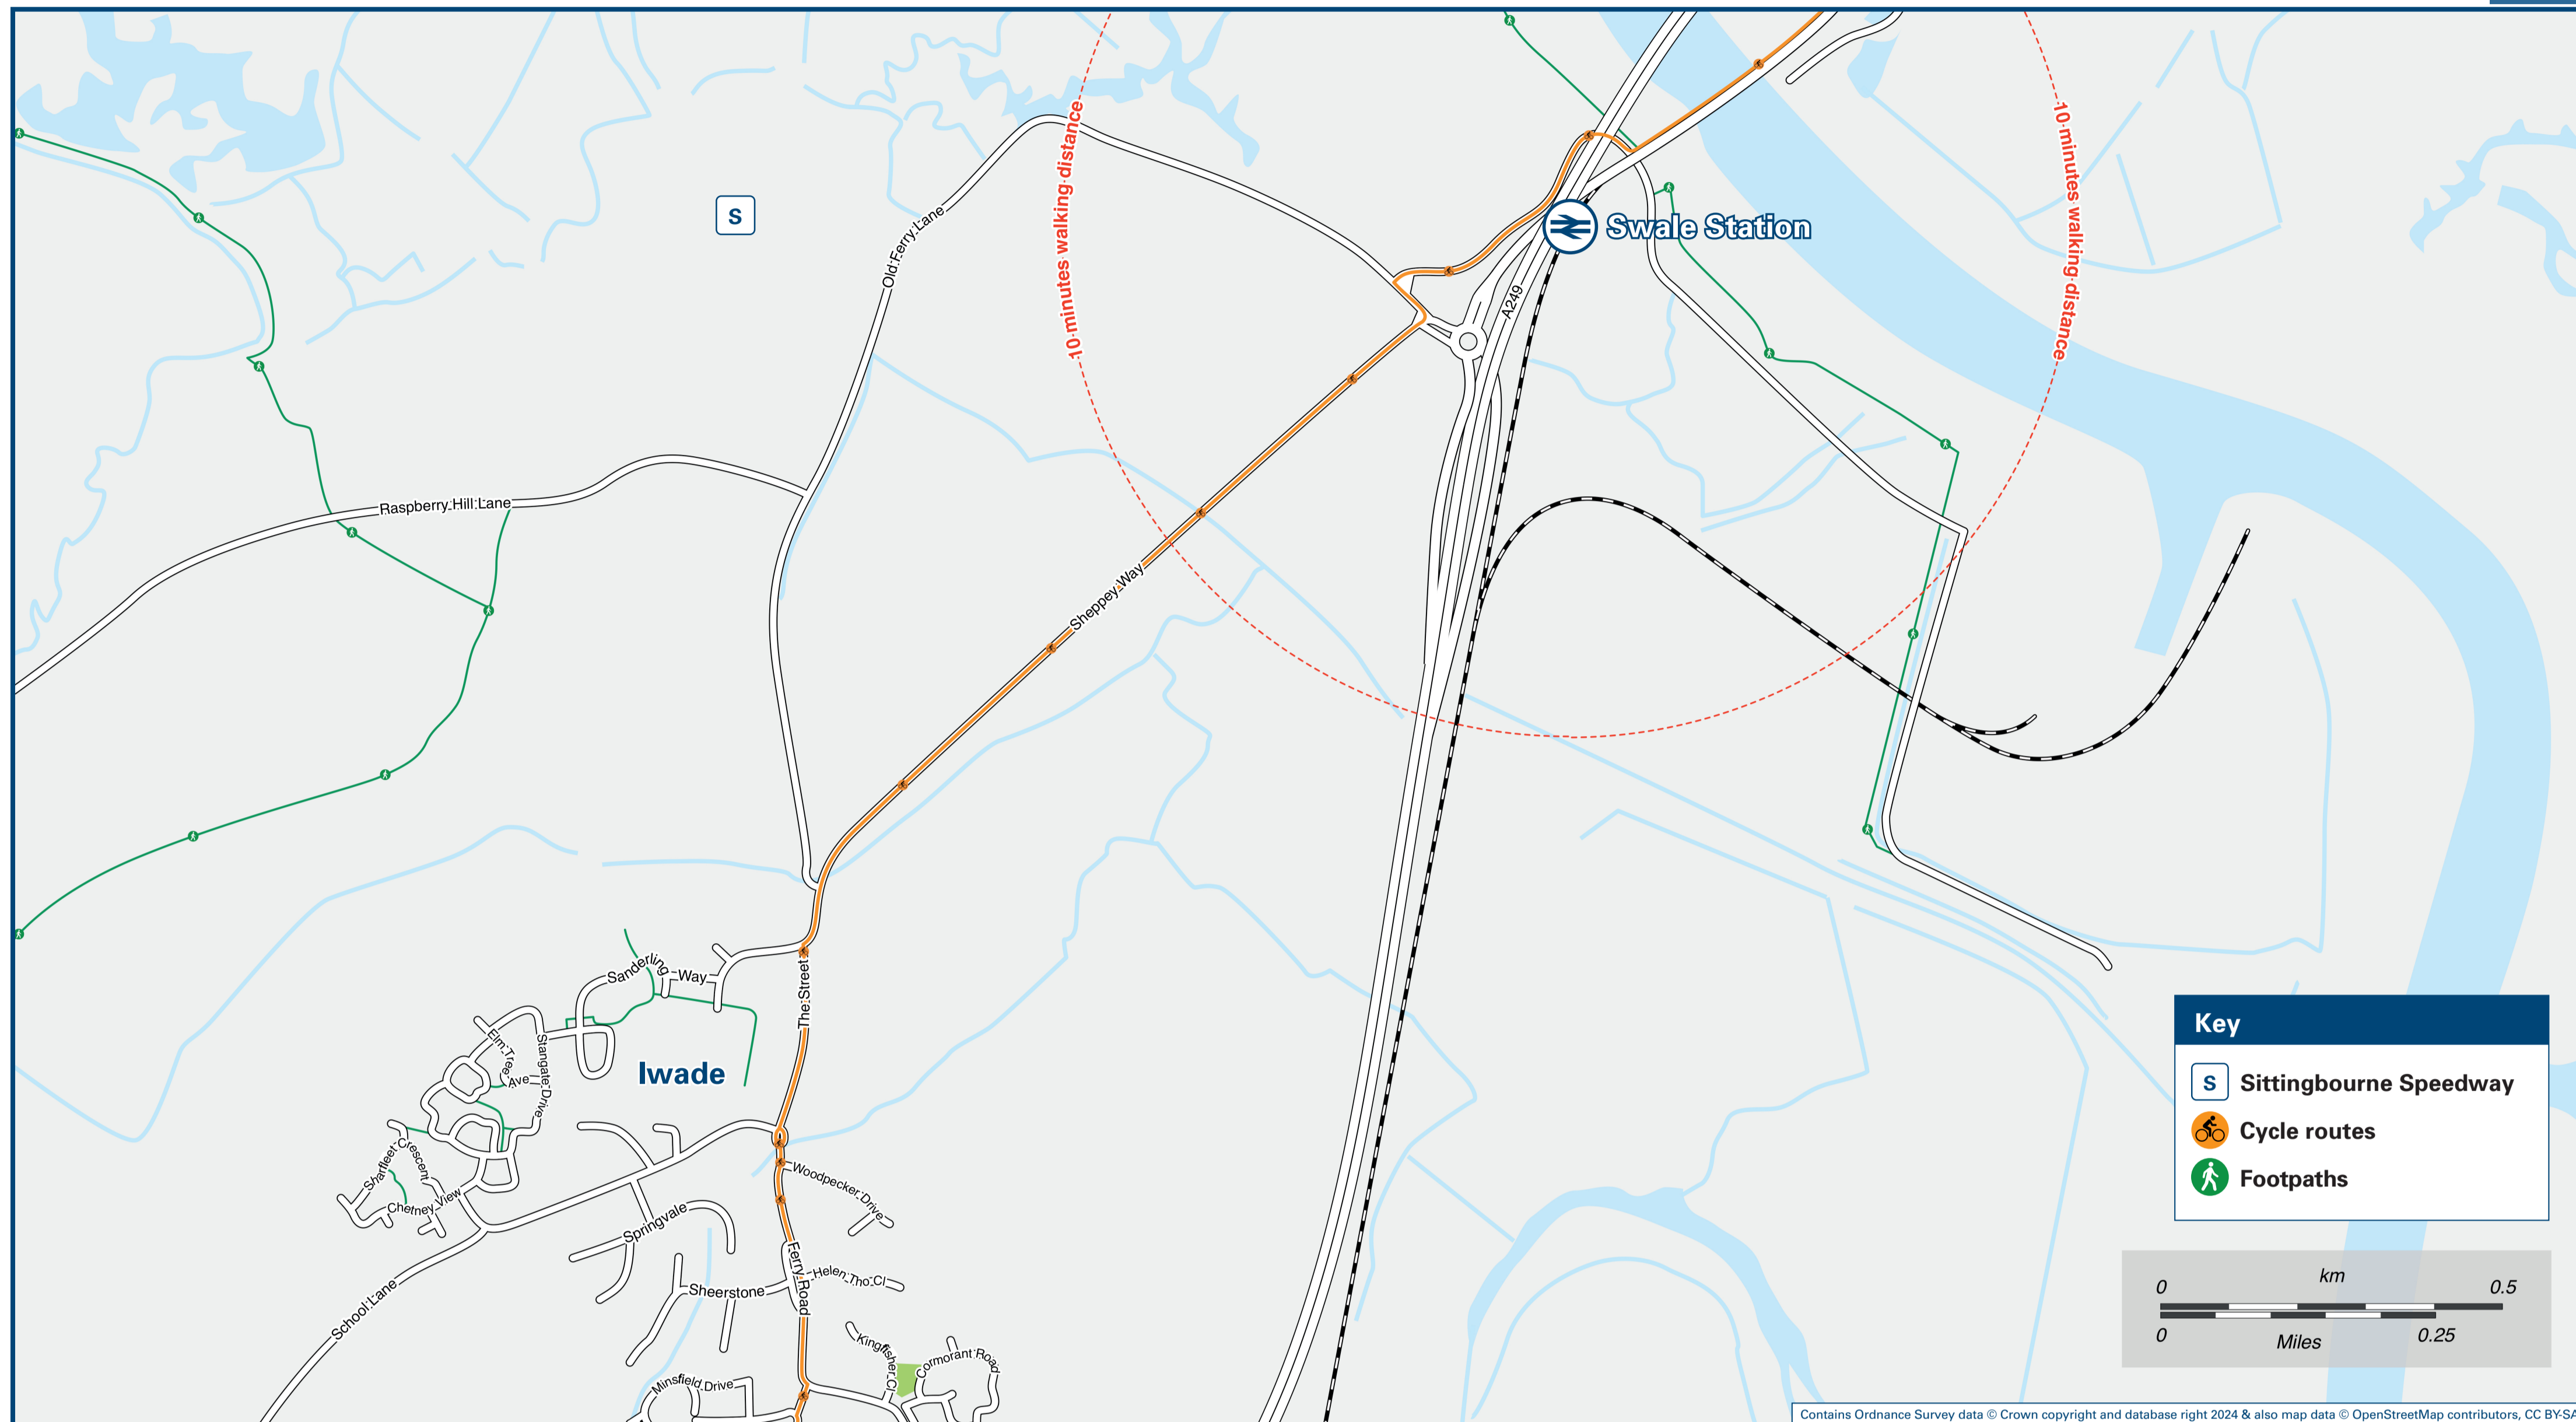 10 minutes walking distance
10 minutes walking distance
S
Old Ferry Lane
Swale Station
A249
Raspberry Hill Lane
Sheppey Way
Sanderling Way
The Street
Elm Tree Ave
Stangate Drive
Iwade
Sharfleet Crescent
Chetney View
Woodpecker Drive
Springvale
Ferry Road
Helen Tho Cl
Sheerstone
School Lane
Kingfisher Cl
Cormorant Road
Minsfield Drive
Key
S Sittingbourne Speedway
Cycle routes
Footpaths
km
0 0.5
0 0.25
Miles
Contains Ordnance Survey data © Crown copyright and database right 2024 & also map data © OpenStreetMap contributors, CC BY-SA